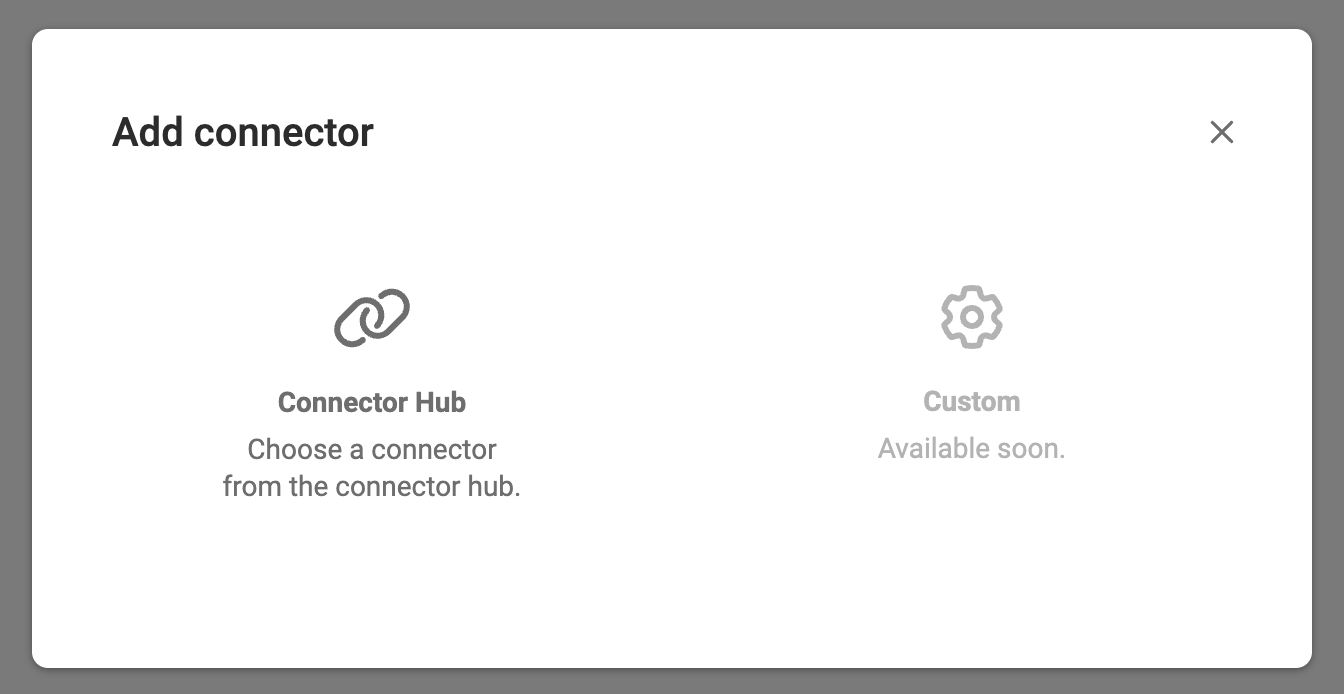 Add connector
Connector Hub
Choose a connector
from the connector hub.
Custom
Available soon.